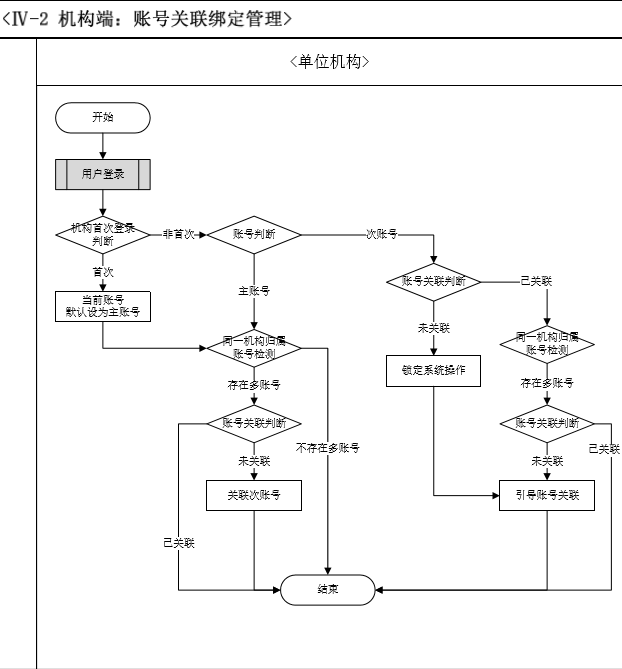 <Ⅳ-2 机构端：账号关联绑定管理>
<单位机构>
开始
用户登录
机构首次登录
判断
非首次
账号判断
次账号
首次
账号关联判断
已关联
当前账号
默认设为主账号
主账号
未关联
同一机构归属
账号检测
同一机构归属
账号检测
锁定系统操作
存在多账号
存在多账号
账号关联判断
账号关联判断
不存在多账号
已关联
未关联
未关联
关联次账号
引导账号关联
已关联
结束